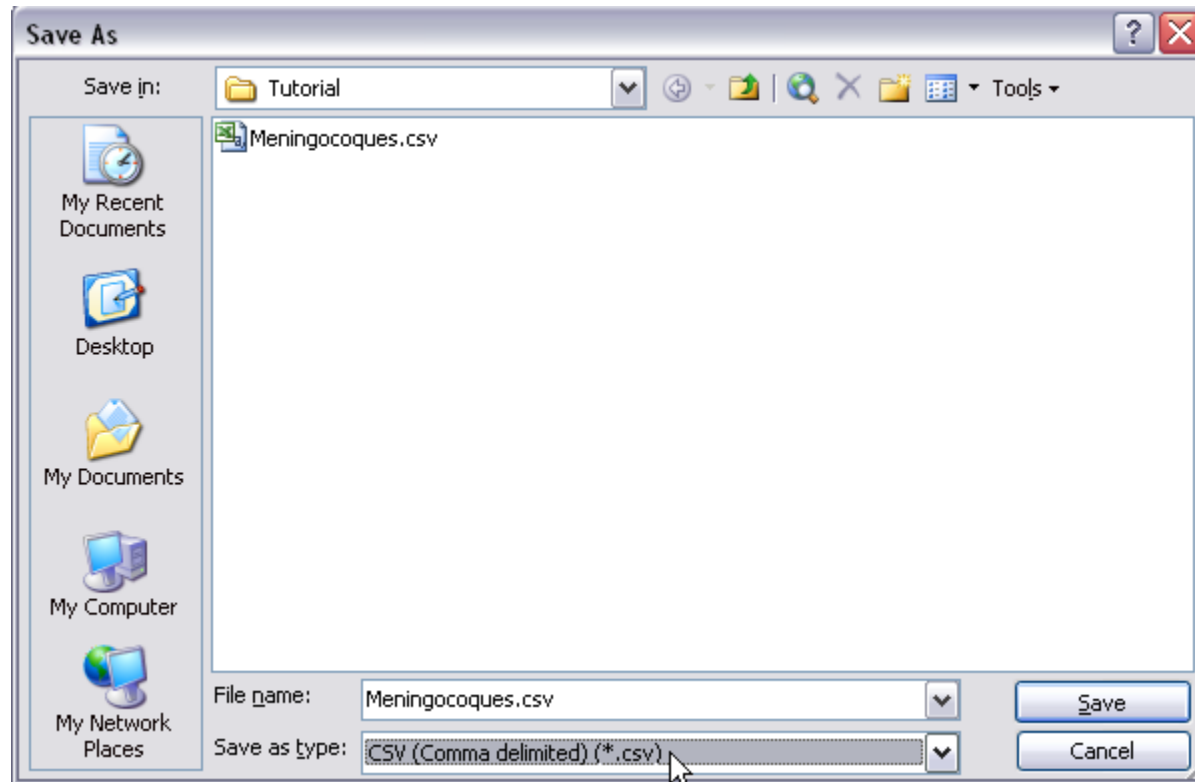 Save As
?
Save in:
Tutorial
Tools
Meningocoques.csv
My Recent
Documents
Desktop
My Documents
My Computer
My Network
Places
File name:
Meningocoques.csv
Save
Save as type:
CSV (Comma delimited) (*.csv)
Cancel